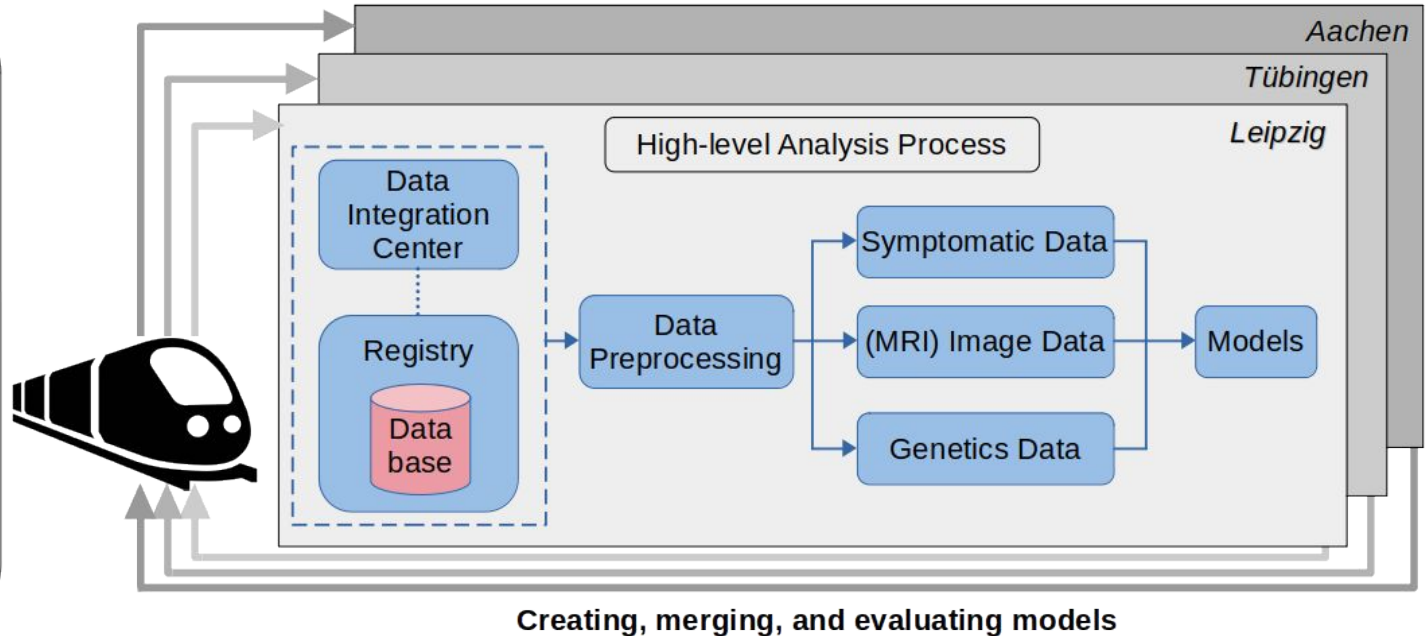 Aachen
Tübingen
Leipzig
High-level Analysis Process
Data
Integration
Center
Registry
Data
base
Data
Preprocessing
Symptomatic Data
(MRI) Image Data
Genetics Data
Models
Creating, merging, and evaluating models